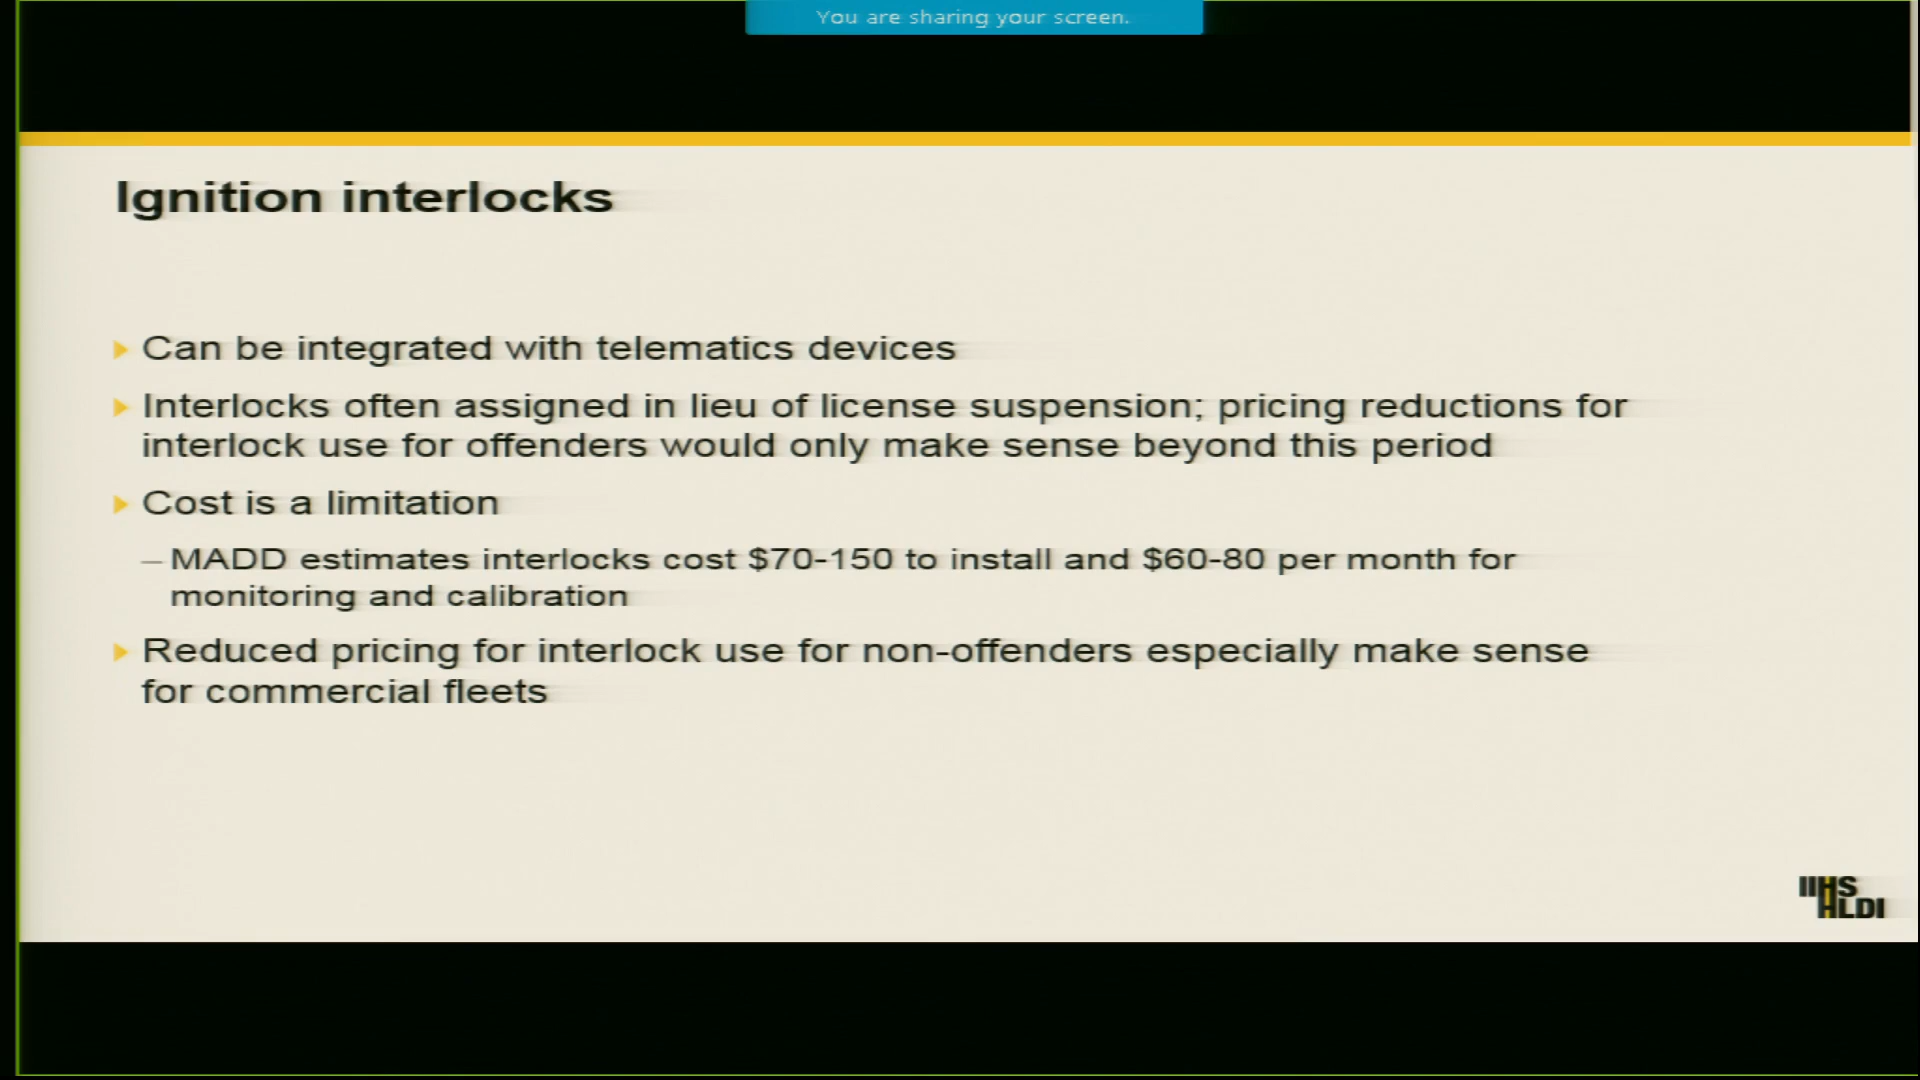 You are sharing your screen.
Ignition interlocks
Can be integrated with telematics devices
Interlocks often assigned in lieu of license suspension; pricing reductions for
interlock use for offenders would only make sense beyond this period
Cost is a limitation
– MADD estimates interlocks cost $70-150 to install and $60-80 per month for
monitoring and calibration
Reduced pricing for interlock use for non-offenders especially make sense
for commercial fleets
IIHS
HLDI